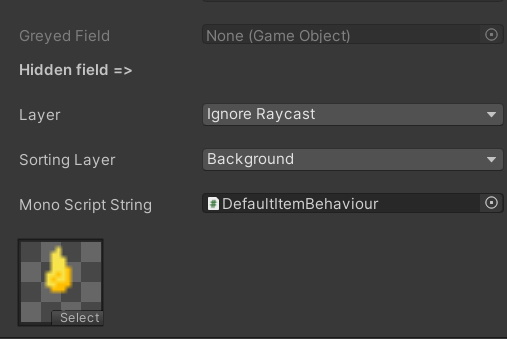 Greyed Field None (Game Object)
Hidden field =>
Layer Ignore Raycast
Sorting Layer Background
Mono Script String # DefaultItemBehaviour
Select